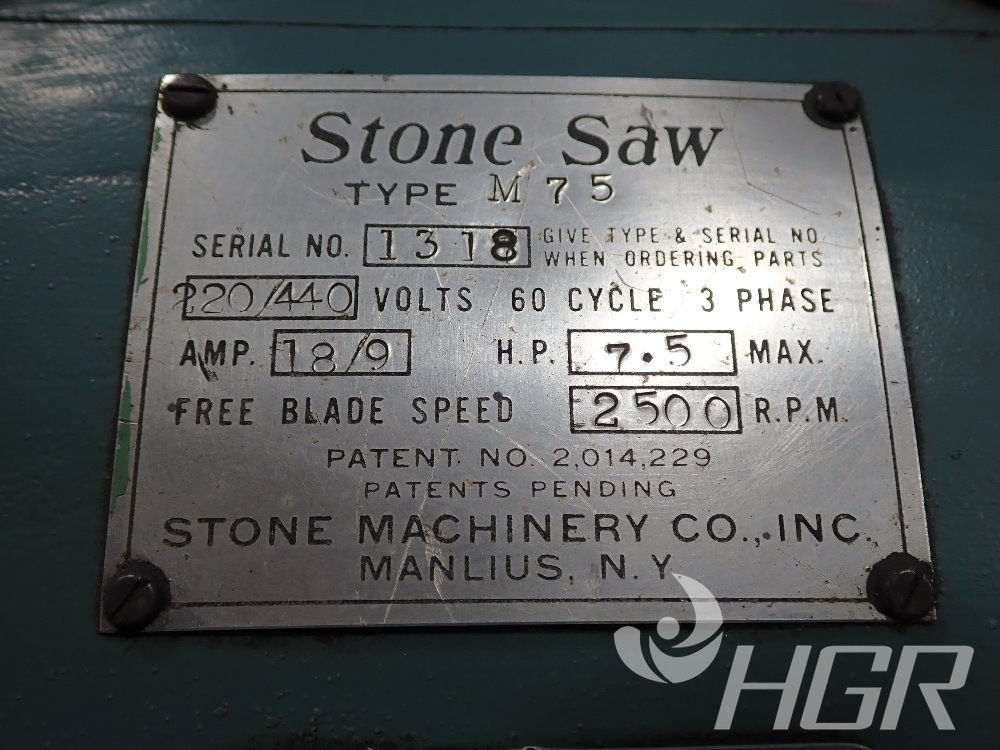 Stone Saw
TYPE M 75
SERIAL NO. 1318 GIVE TYPE & SERIAL NO.
WHEN ORDERING PARTS
220/440 VOLTS 60 CYCLE 3 PHASE
AMP. 18/9 H.P. 7.5 MAX.
FREE BLADE SPEED 2500 R.P.M.
PATENT. NO. 2,014,229
PATENTS PENDING
STONE MACHINERY CO., INC.
MANLIUS, N.Y.
HGR